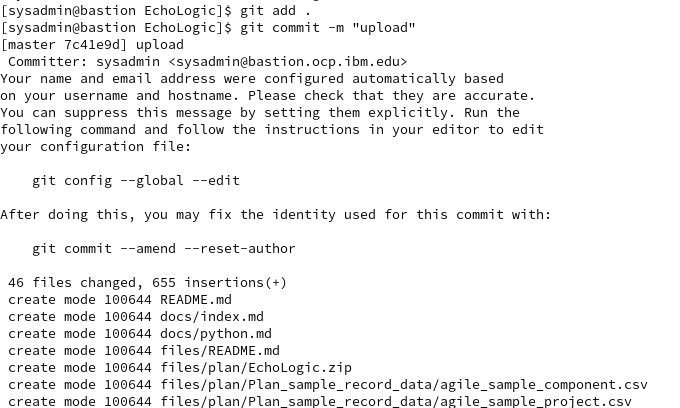 [sysadmin@bastion EchoLogic]$ git add .
[sysadmin@bastion EchoLogic]$ git commit -m "upload"
[master 7c41e9d] upload
 Committer: sysadmin <sysadmin@bastion.ocp.ibm.edu>
Your name and email address were configured automatically based
on your username and hostname. Please check that they are accurate.
You can suppress this message by setting them explicitly. Run the
following command and follow the instructions in your editor to edit
your configuration file:

    git config --global --edit

After doing this, you may fix the identity used for this commit with:

    git commit --amend --reset-author

 46 files changed, 655 insertions(+)
 create mode 100644 README.md
 create mode 100644 docs/index.md
 create mode 100644 docs/python.md
 create mode 100644 files/README.md
 create mode 100644 files/plan/EchoLogic.zip
 create mode 100644 files/plan/Plan_sample_record_data/agile_sample_component.csv
 create mode 100644 files/plan/Plan_sample_record_data/agile_sample_project.csv